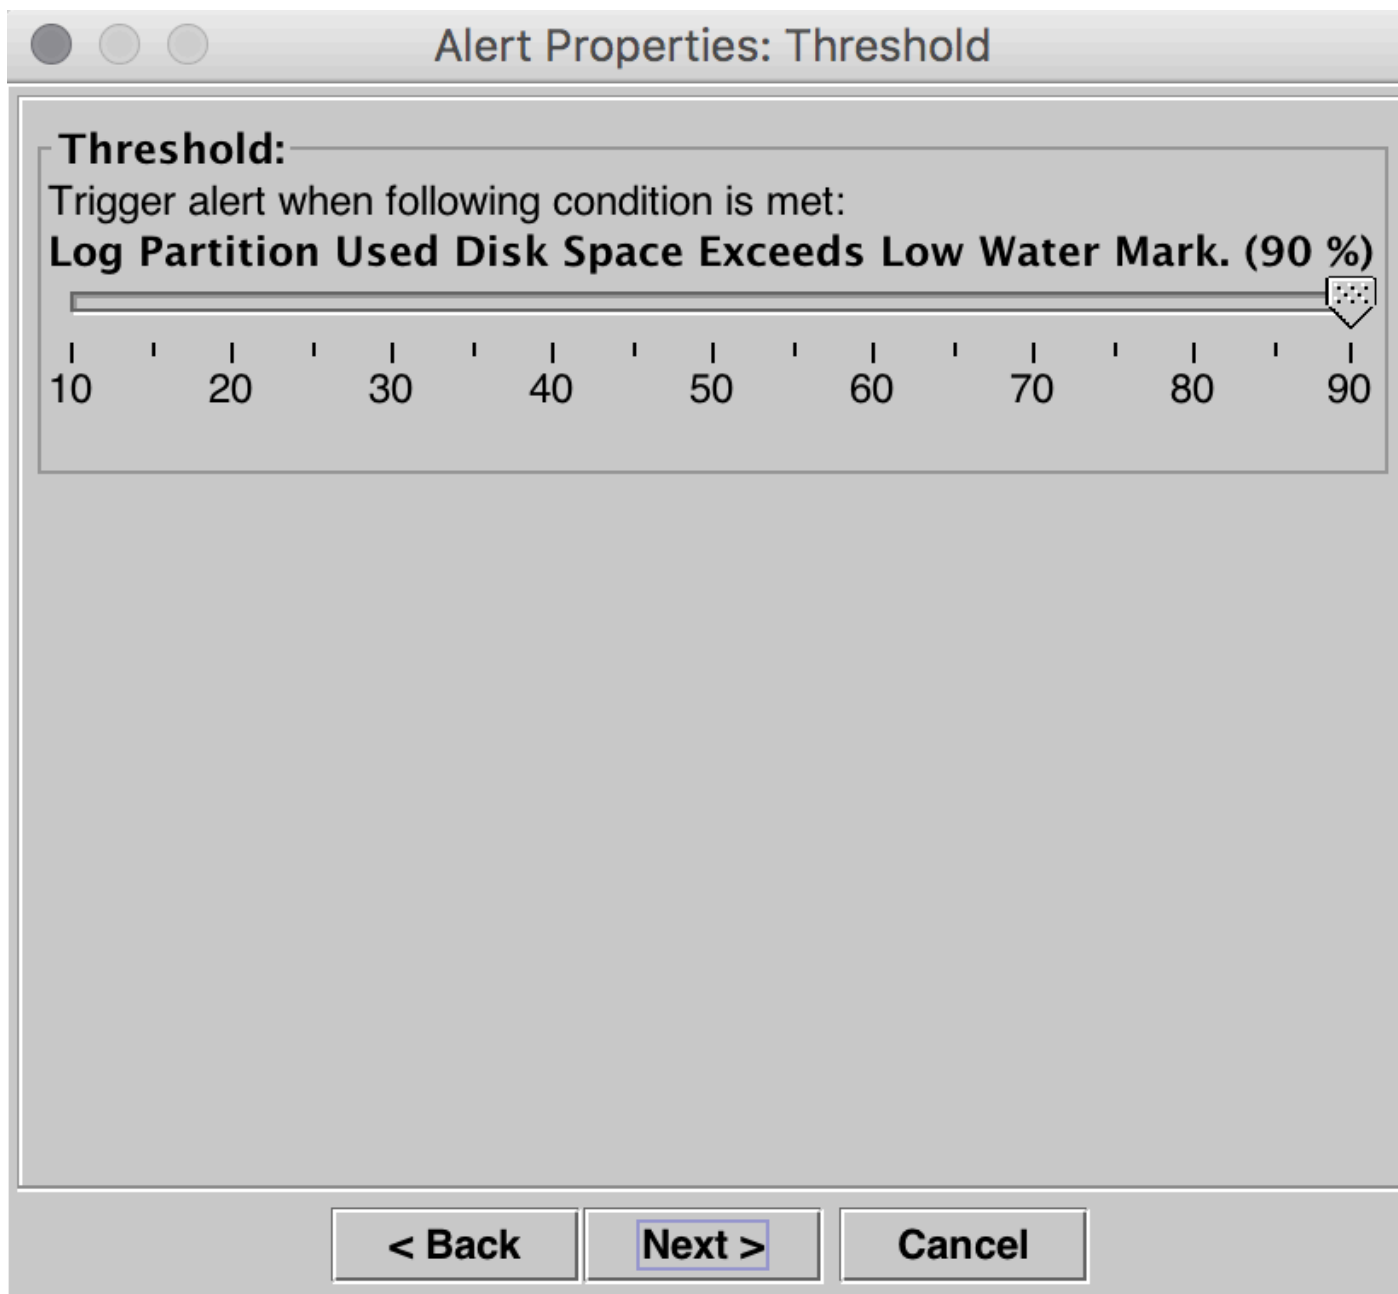 Alert Properties: Threshold
Threshold:
Trigger alert when following condition is met:
Log Partition Used Disk Space Exceeds Low Water Mark. (90 %)
10 20 30 40 50 60 70 80 90
< Back Next > Cancel